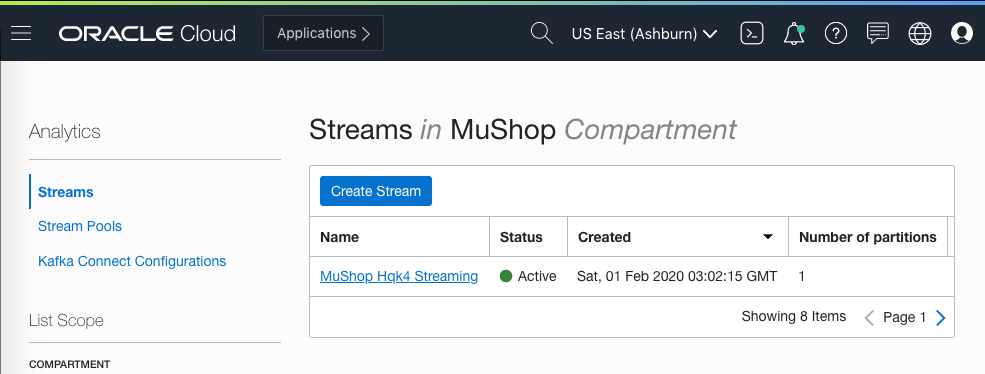 ORACLE Cloud
Applications
US East (Ashburn)
Analytics
Streams
Stream Pools
Kafka Connect Configurations
List Scope
COMPARTMENT
Streams in MuShop Compartment
Create Stream
Name Status Created Number of partitions
MuShop Hqk4 Streaming Active Sat, 01 Feb 2020 03:02:15 GMT 1
Showing 8 Items Page 1